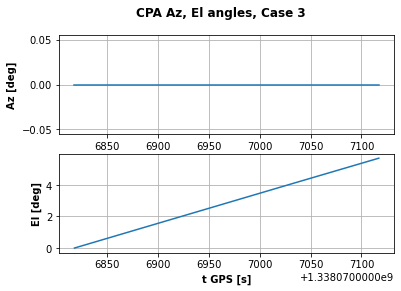 CPA Az, El angles, Case 3
Az [deg]
0.05
0.00
−0.05
6850 6900 6950 7000 7050 7100
El [deg]
4
2
0
6850 6900 6950 7000 7050 7100
t GPS [s]
+1.3380700000e9